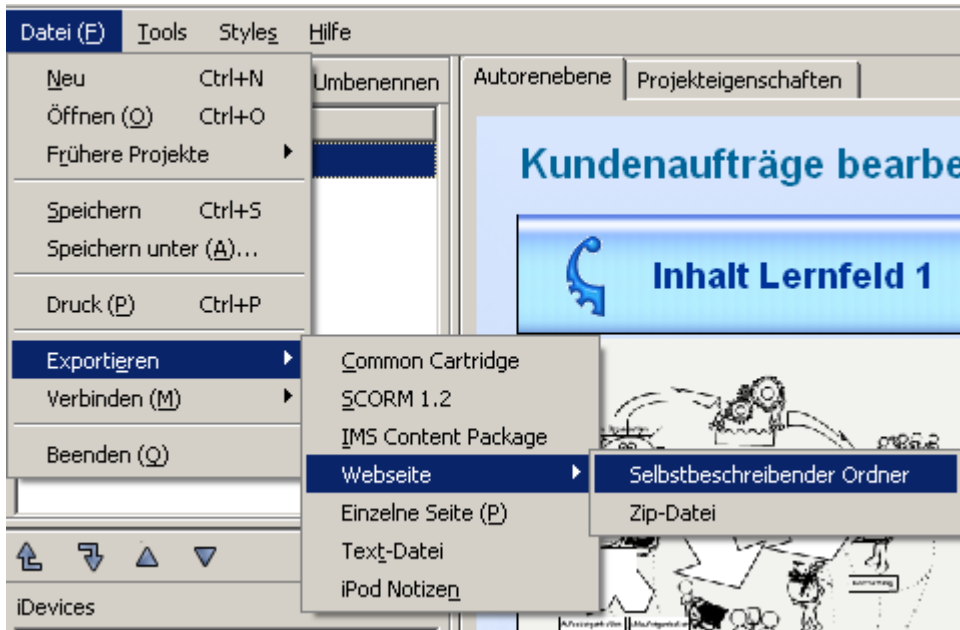 Datei (F) Tools Styles Hilfe
Neu Ctrl+N
Öffnen (O) Ctrl+O
Frühere Projekte
Speichern Ctrl+S
Speichern unter (A)...
Druck (P) Ctrl+P
Exportieren
Verbinden (M)
Beenden (Q)
Umbenennen
Autorenebene Projekteigenschaften
Kundenaufträge bearbe
Inhalt Lernfeld 1
Common Cartridge
SCORM 1.2
IMS Content Package
Webseite
Einzelne Seite (P)
Text-Datei
iPod Notizen
Selbstbeschreibender Ordner
Zip-Datei
iDevices